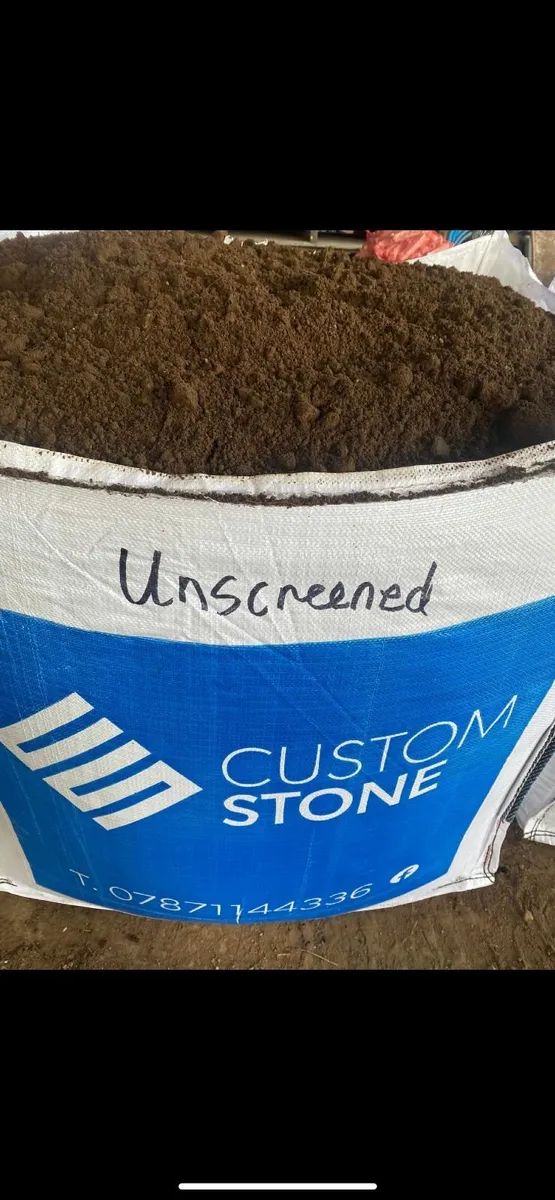 Unscreened
CUSTOM
STONE
T. 07871144336